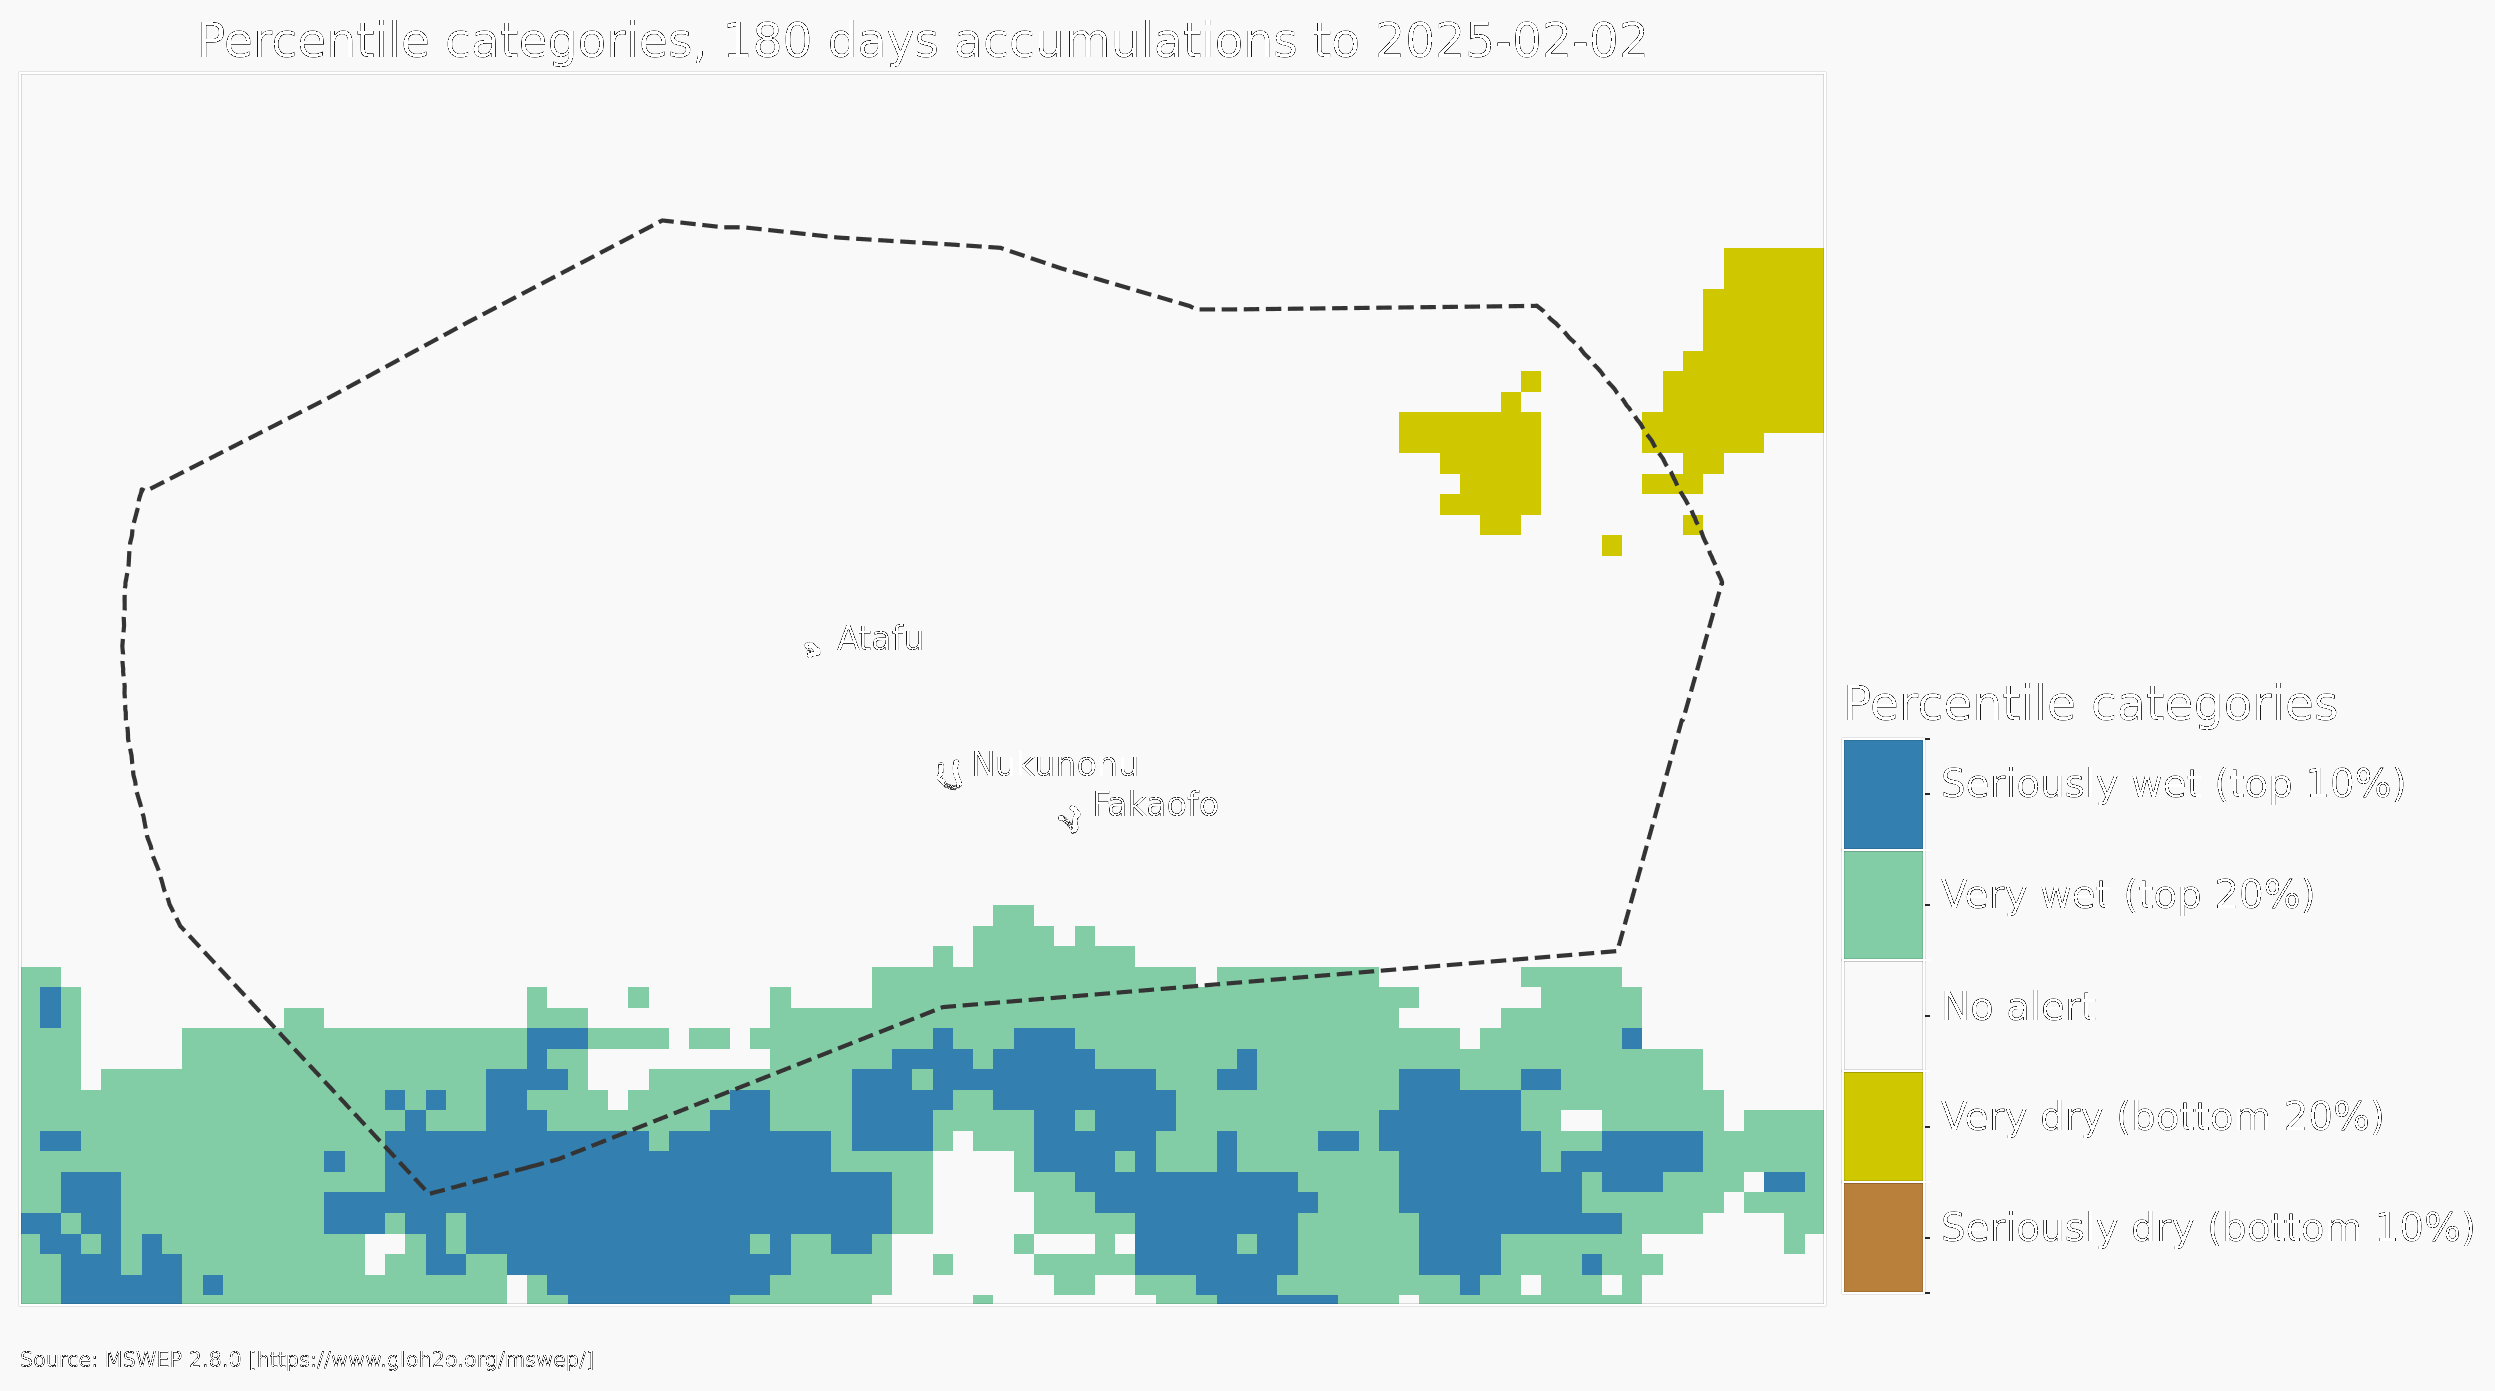 Percentile categories, 180 days accumulations to 2025-02-02
Atafu
Nukunonu
Fakaofo
Percentile categories
Seriously wet (top 10%)
Very wet (top 20%)
No alert
Very dry (bottom 20%)
Seriously dry (bottom 10%)
Source: MSWEP 2.8.0 [https://www.gloh2o.org/mswep/]